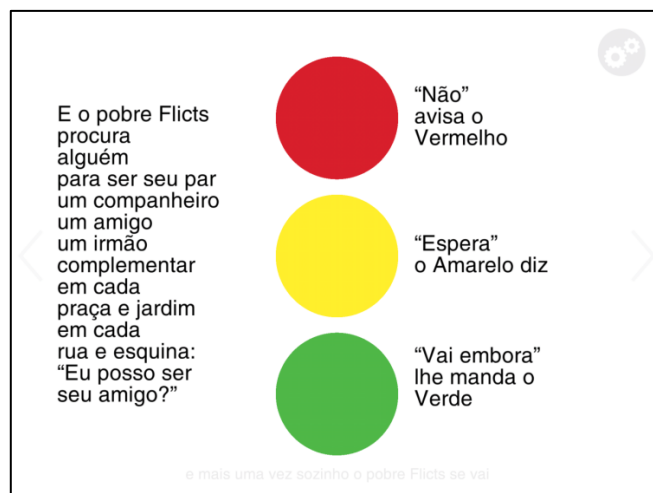 E o pobre Flicts
procura
alguém
para ser seu par
um companheiro
um amigo
um irmão
complementar
em cada
praça e jardim
em cada
rua e esquina:
“Eu posso ser
seu amigo?”
“Não”
avisa o
Vermelho
“Espera”
o Amarelo diz
“Vai embora”
lhe manda o
Verde
e mais uma vez sozinho o pobre Flicts se vai